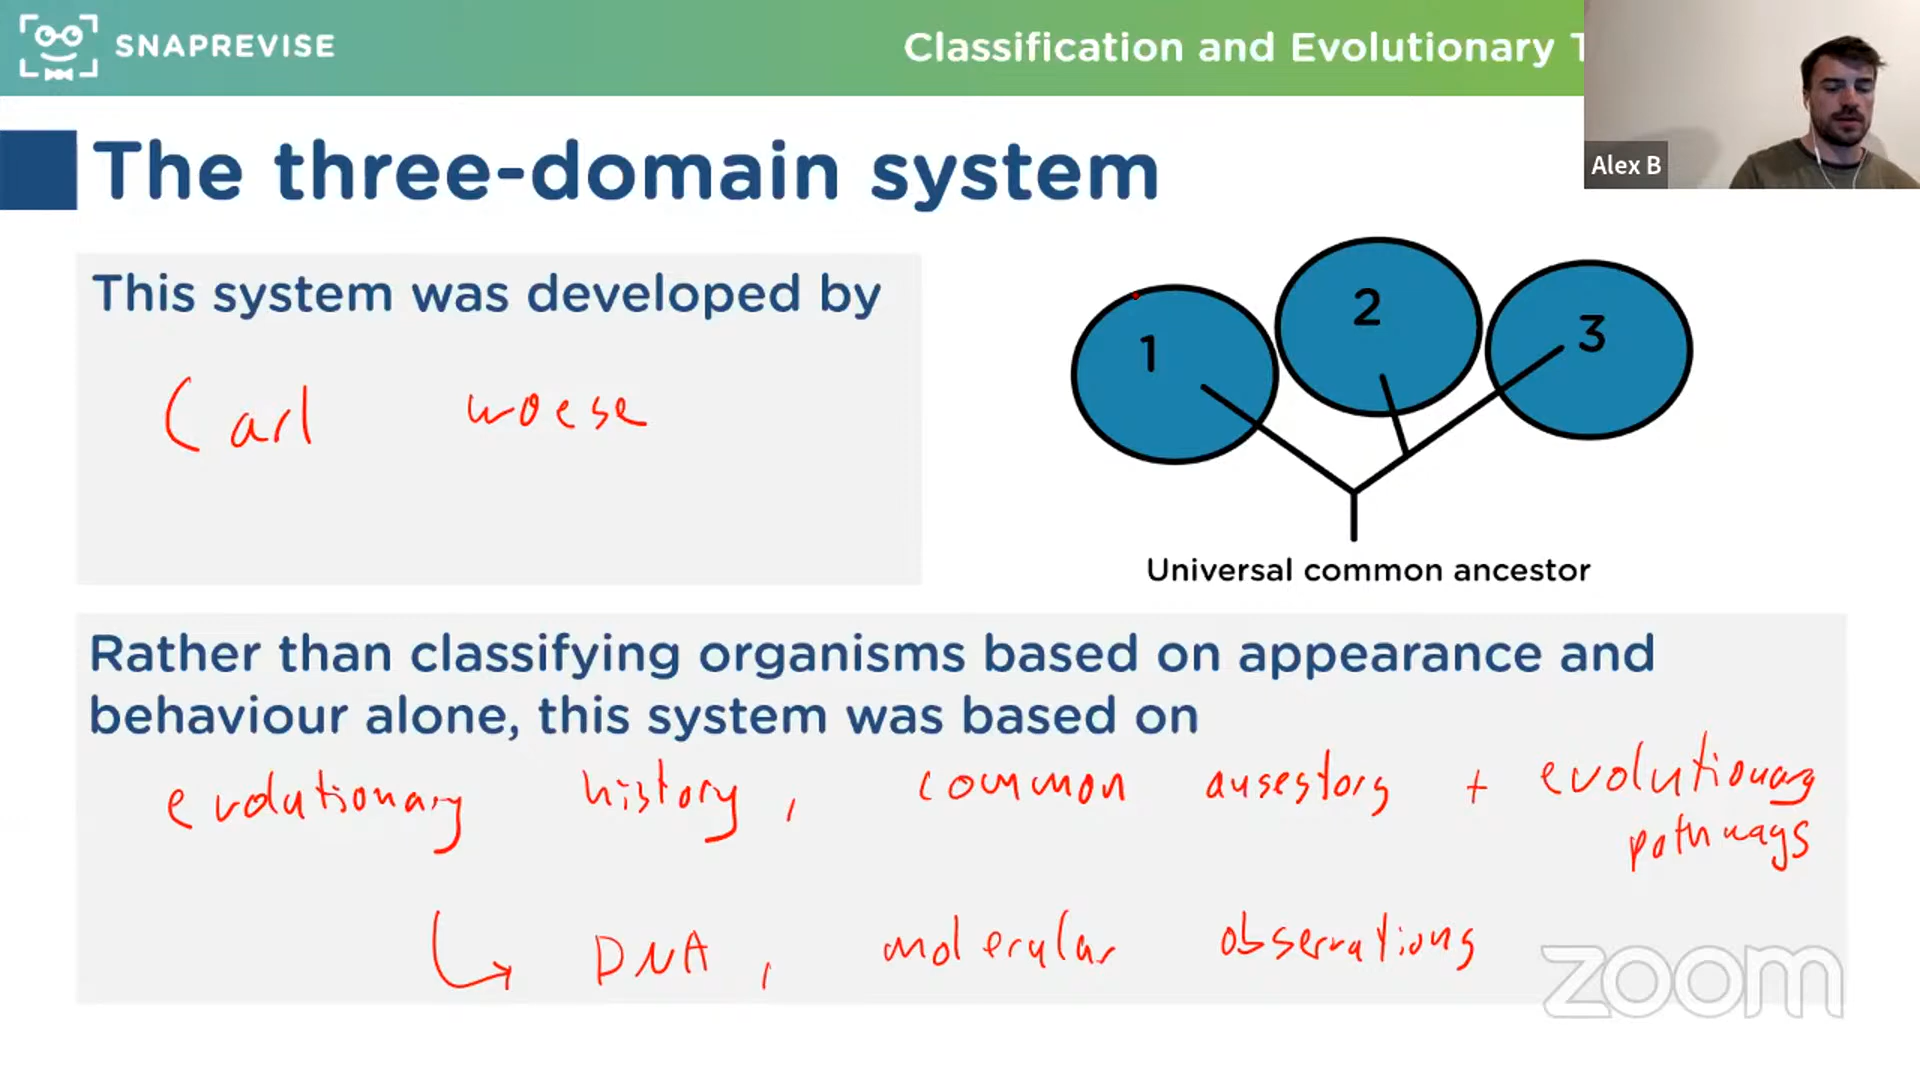 SNAPREVISE
Classification and Evolutionary
Alex B
The three-domain system
This system was developed by
Carl woese
1
2
3
Universal common ancestor
Rather than classifying organisms based on appearance and
behaviour alone, this system was based on
evolutionary history, common ausestors + evolutionary
pathways
DNA, molecular observations
zoom